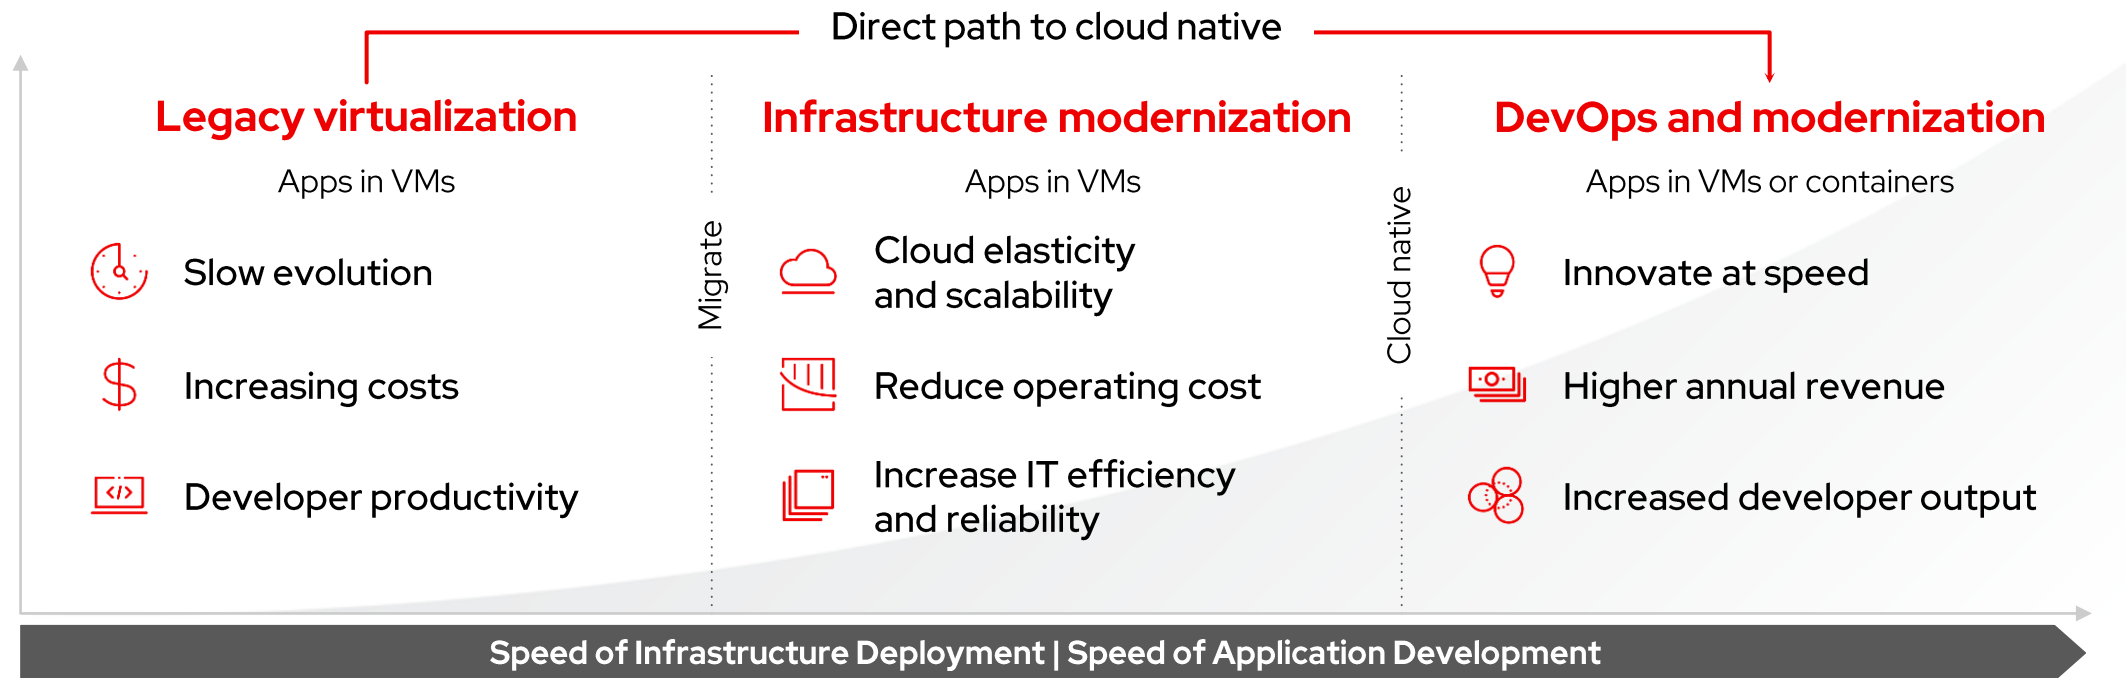 Direct path to cloud native
Legacy virtualization
Apps in VMs
Slow evolution
Increasing costs
Developer productivity
Migrate
Infrastructure modernization
Apps in VMs
Cloud elasticity
and scalability
Reduce operating cost
Increase IT efficiency
and reliability
Cloud native
DevOps and modernization
Apps in VMs or containers
Innovate at speed
Higher annual revenue
Increased developer output
Speed of Infrastructure Deployment | Speed of Application Development